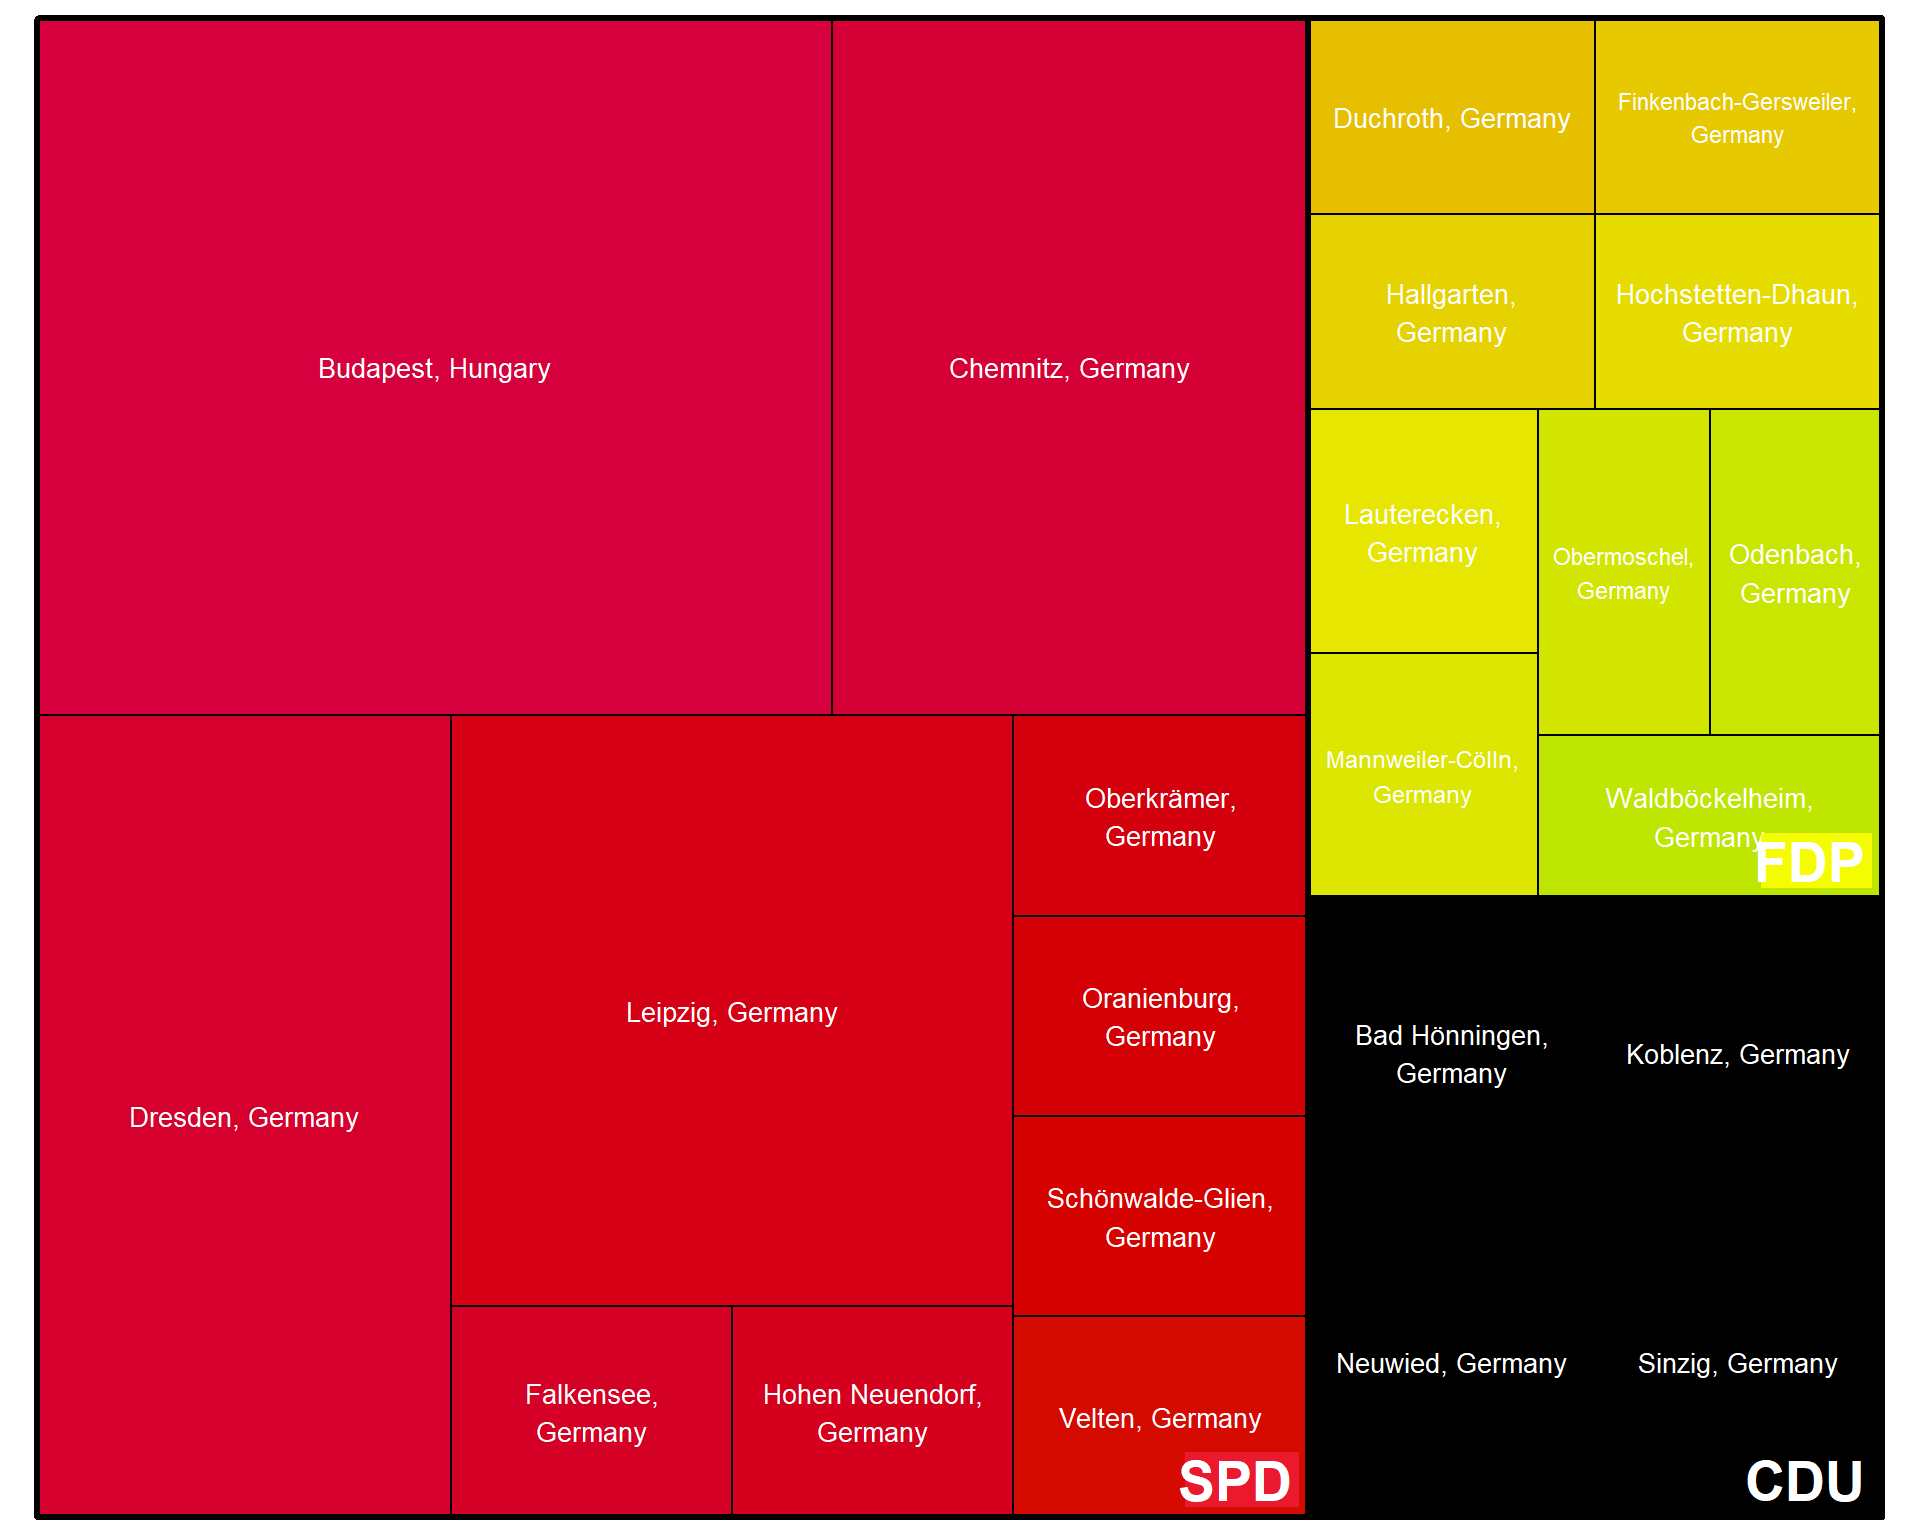 Budapest, Hungary
Chemnitz, Germany
Dresden, Germany
Leipzig, Germany
Falkensee,
Germany
Hohen Neuendorf,
Germany
Oberkrämer,
Germany
Oranienburg,
Germany
Schönwalde-Glien,
Germany
Velten, Germany
SPD
Duchroth, Germany
Finkenbach-Gersweiler,
Germany
Hallgarten,
Germany
Hochstetten-Dhaun,
Germany
Lauterecken,
Germany
Mannweiler-Cölln,
Germany
Obermoschel,
Germany
Odenbach,
Germany
Waldböckelheim,
Germany
FDP
Bad Hönningen,
Germany
Koblenz, Germany
Neuwied, Germany
Sinzig, Germany
CDU